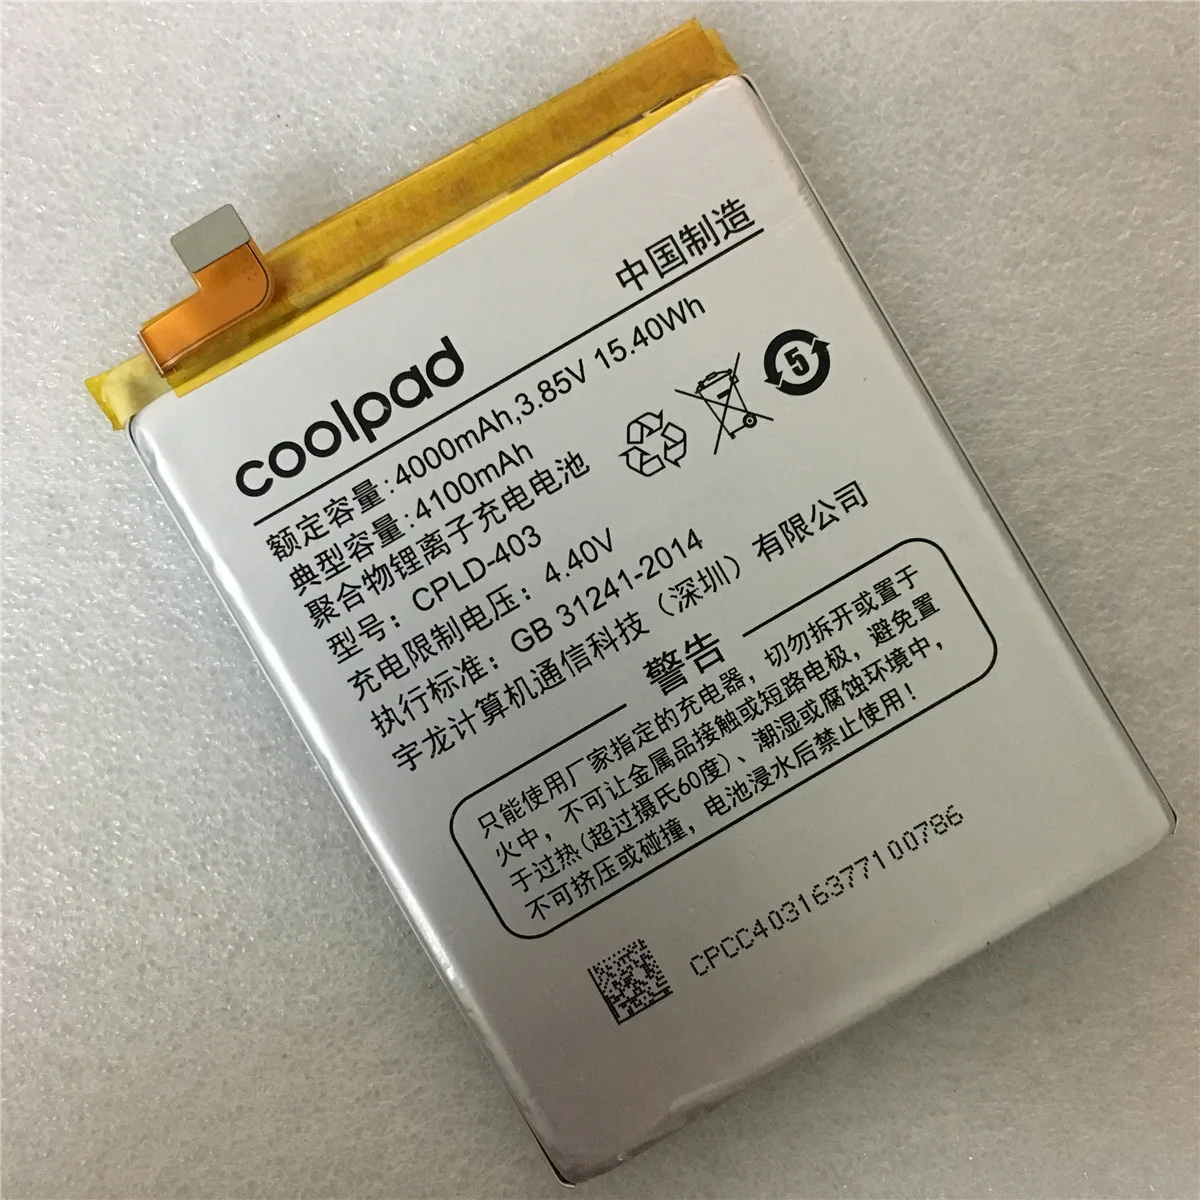 中国制造
coolpad
额定容量:4000mAh,3.85V 15.40Wh
典型容量:4100mAh
聚合物锂离子充电电池
型号：CPLD-403
充电限制电压：4.40V
执行标准：GB 31241-2014
宇龙计算机通信科技（深圳）有限公司
5
警告
只能使用厂家指定的充电器，切勿拆开或置于
火中，不可让金属品接触或短路电极，避免置
于过热(超过摄氏60度)、潮湿或腐蚀环境中，
不可挤压或碰撞，电池浸水后禁止使用！
CPCC40316377100786